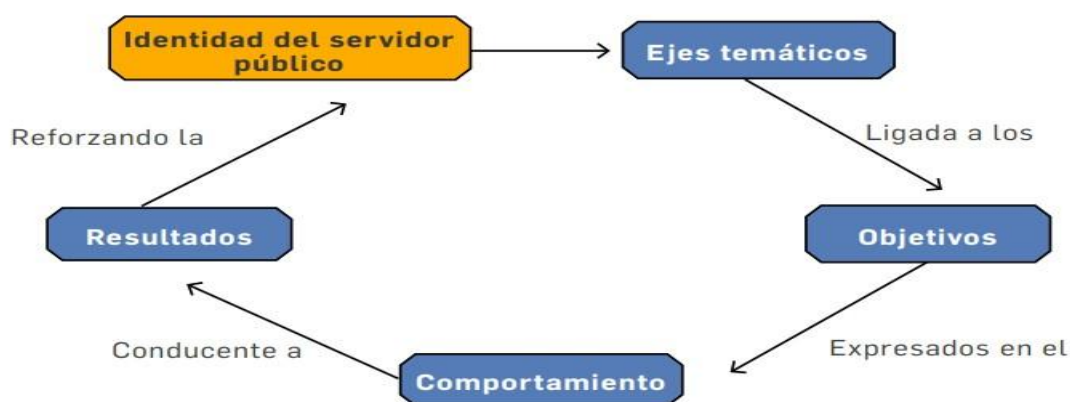 Identidad del servidor
público
Ejes temáticos
Reforzando la
Ligada a los
Resultados
Objetivos
Conducente a
Expresados en el
Comportamiento